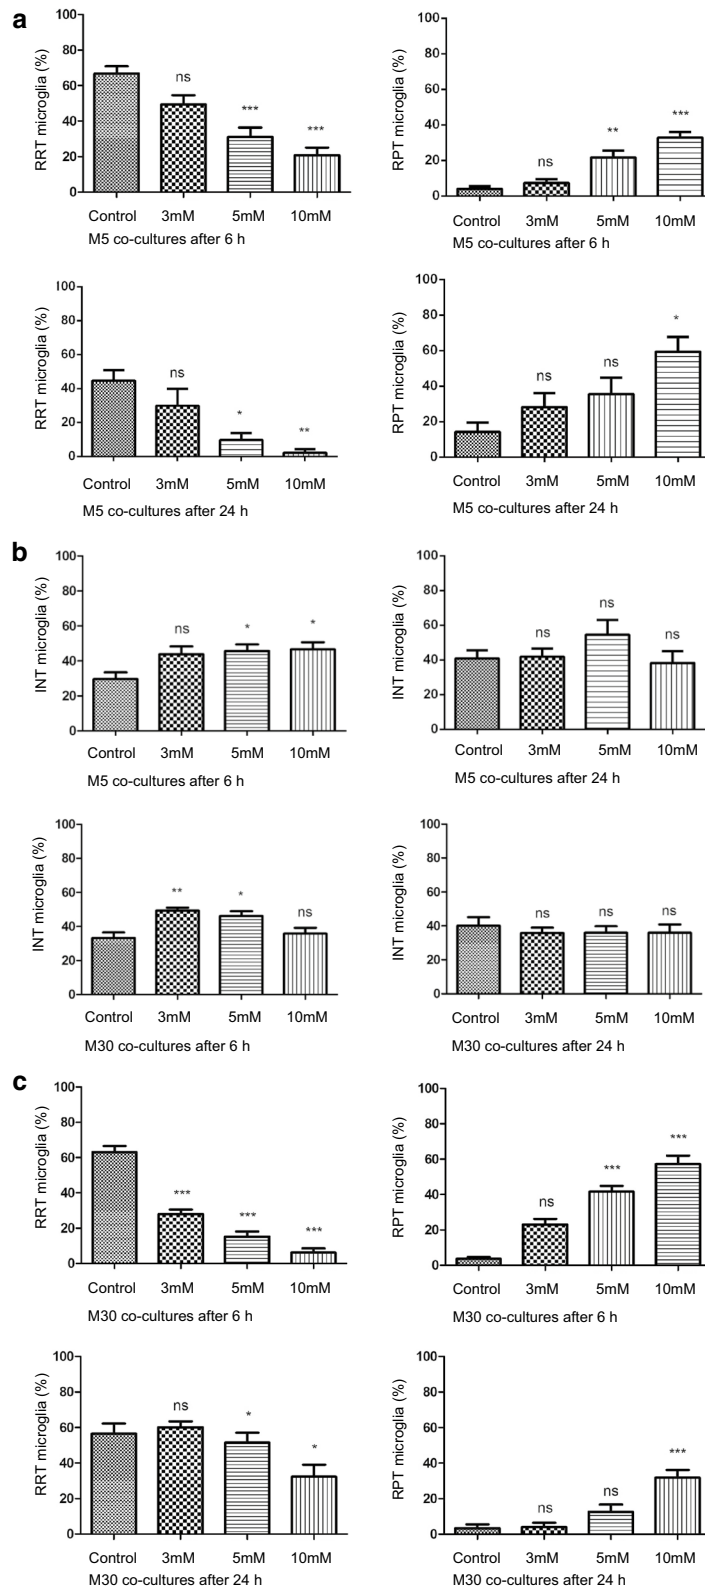 a
RRT microglia (%)
100
80
60
40
20
0
ns
***
***
Control 3mM 5mM 10mM
M5 co-cultures after 6 h
RPT microglia (%)
100
80
60
40
20
0
ns
**
***
Control 3mM 5mM 10mM
M5 co-cultures after 6 h
RRT microglia (%)
100
80
60
40
20
0
ns
*
**
Control 3mM 5mM 10mM
M5 co-cultures after 24 h
RPT microglia (%)
100
80
60
40
20
0
ns
ns
*
Control 3mM 5mM 10mM
M5 co-cultures after 24 h
b
INT microglia (%)
100
80
60
40
20
0
ns
*
*
Control 3mM 5mM 10mM
M5 co-cultures after 6 h
INT microglia (%)
100
80
60
40
20
0
ns
ns
ns
Control 3mM 5mM 10mM
M5 co-cultures after 24 h
INT microglia (%)
100
80
60
40
20
0
**
*
ns
Control 3mM 5mM 10mM
M30 co-cultures after 6 h
INT microglia (%)
100
80
60
40
20
0
ns
ns
ns
Control 3mM 5mM 10mM
M30 co-cultures after 24 h
c
RRT microglia (%)
100
80
60
40
20
0
***
***
***
Control 3mM 5mM 10mM
M30 co-cultures after 6 h
RPT microglia (%)
100
80
60
40
20
0
ns
***
***
Control 3mM 5mM 10mM
M30 co-cultures after 6 h
RRT microglia (%)
100
80
60
40
20
0
ns
*
*
Control 3mM 5mM 10mM
M30 co-cultures after 24 h
RPT microglia (%)
100
80
60
40
20
0
ns
ns
***
Control 3mM 5mM 10mM
M30 co-cultures after 24 h